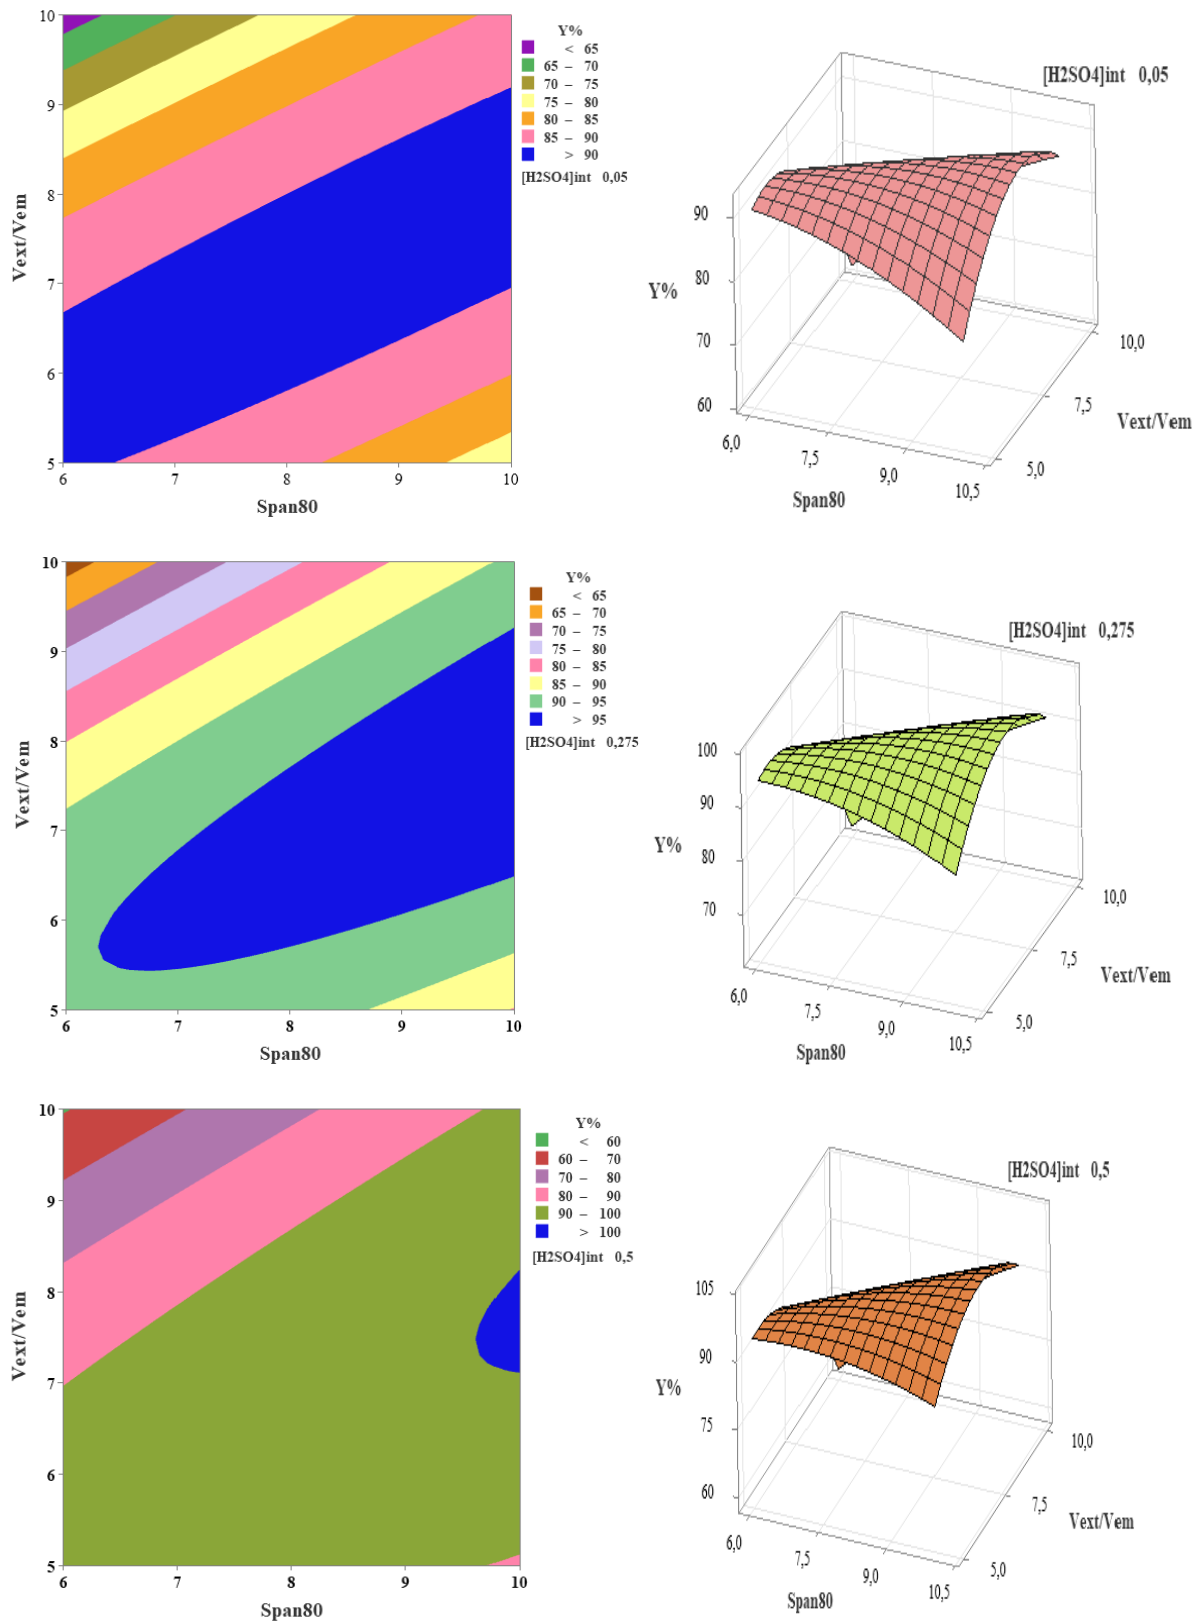 10
9
8
7
6
5
6 7 8 9 10
Vext/Vem
Span80
Y%
< 65
65 – 70
70 – 75
75 – 80
80 – 85
85 – 90
> 90
[H2SO4]int 0,05
[H2SO4]int 0,05
90
80
70
60
Y%
6,0
7,5
9,0
10,5
Span80
5,0
7,5
10,0
Vext/Vem
10
9
8
7
6
5
6 7 8 9 10
Vext/Vem
Span80
Y%
< 65
65 – 70
70 – 75
75 – 80
80 – 85
85 – 90
90 – 95
> 95
[H2SO4]int 0,275
[H2SO4]int 0,275
100
90
80
70
Y%
6,0
7,5
9,0
10,5
Span80
5,0
7,5
10,0
Vext/Vem
10
9
8
7
6
5
6 7 8 9 10
Vext/Vem
Span80
Y%
< 60
60 – 70
70 – 80
80 – 90
90 – 100
> 100
[H2SO4]int 0,5
[H2SO4]int 0,5
105
90
75
60
Y%
6,0
7,5
9,0
10,5
Span80
5,0
7,5
10,0
Vext/Vem